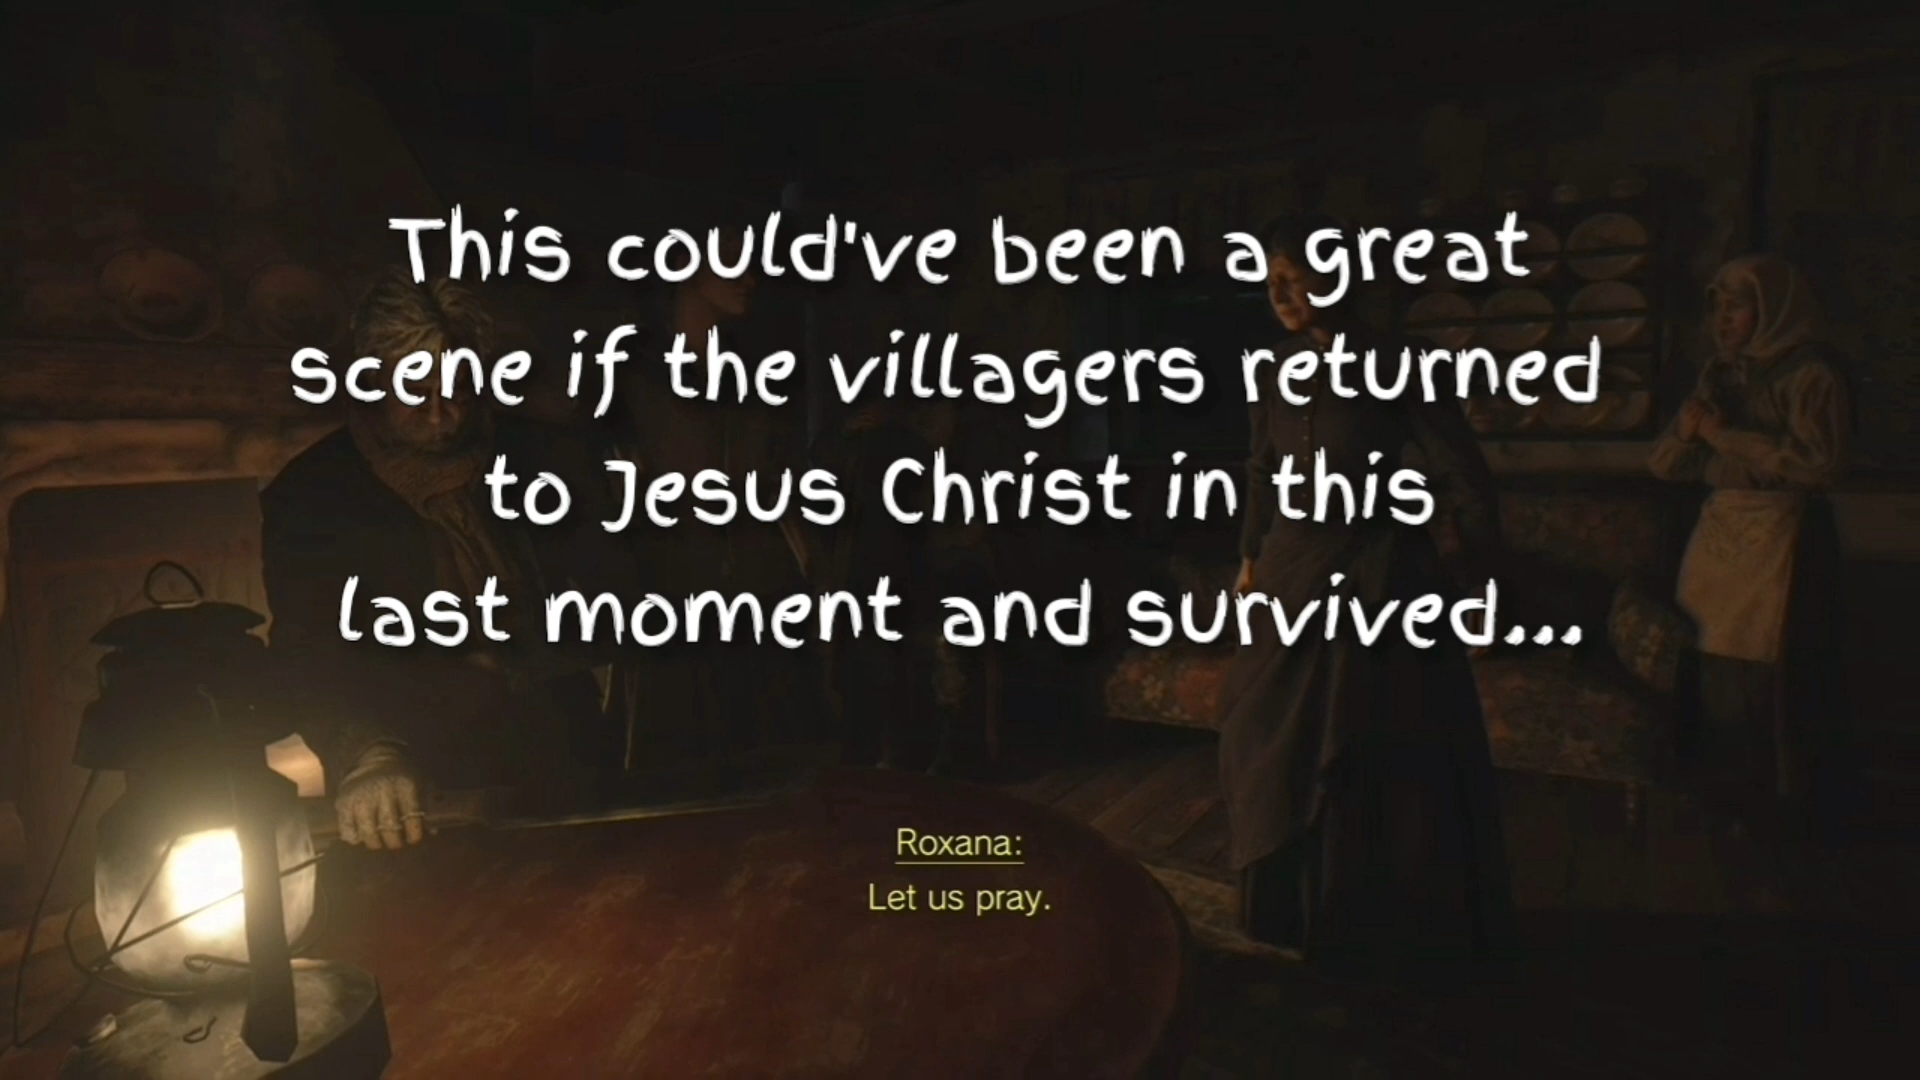 This could've been a great
scene if the villagers returned
to Jesus Christ in this
last moment and survived...
Roxana:
Let us pray.